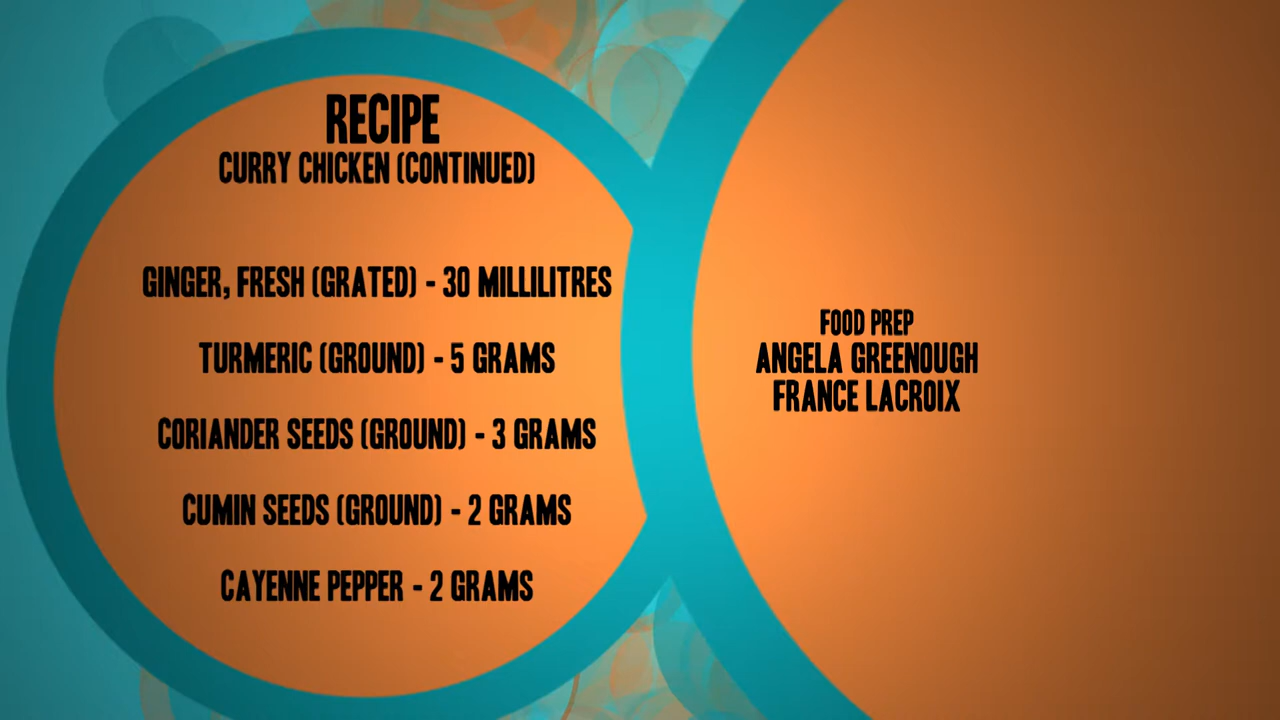 RECIPE
CURRY CHICKEN (CONTINUED)
GINGER, FRESH (GRATED) - 30 MILLILITRES
TURMERIC (GROUND) - 5 GRAMS
CORIANDER SEEDS (GROUND) - 3 GRAMS
CUMIN SEEDS (GROUND) - 2 GRAMS
CAYENNE PEPPER - 2 GRAMS
FOOD PREP
ANGELA GREENOUGH
FRANCE LACROIX